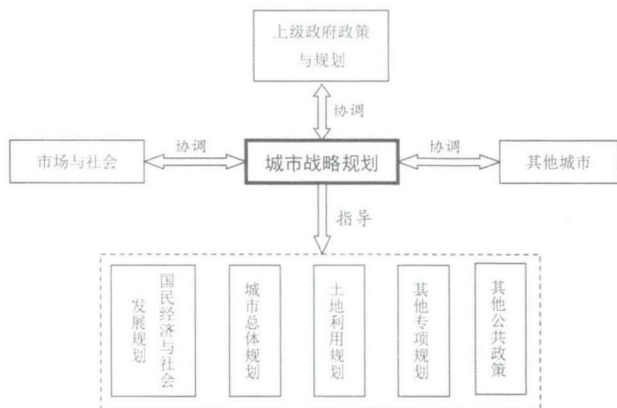 上级政府政策
与规划
协调
市场与社会
协调
城市战略规划
协调
其他城市
指导
国民经济与社会
发展规划
城市总体规划
土地利用规划
其他专项规划
其他公共政策